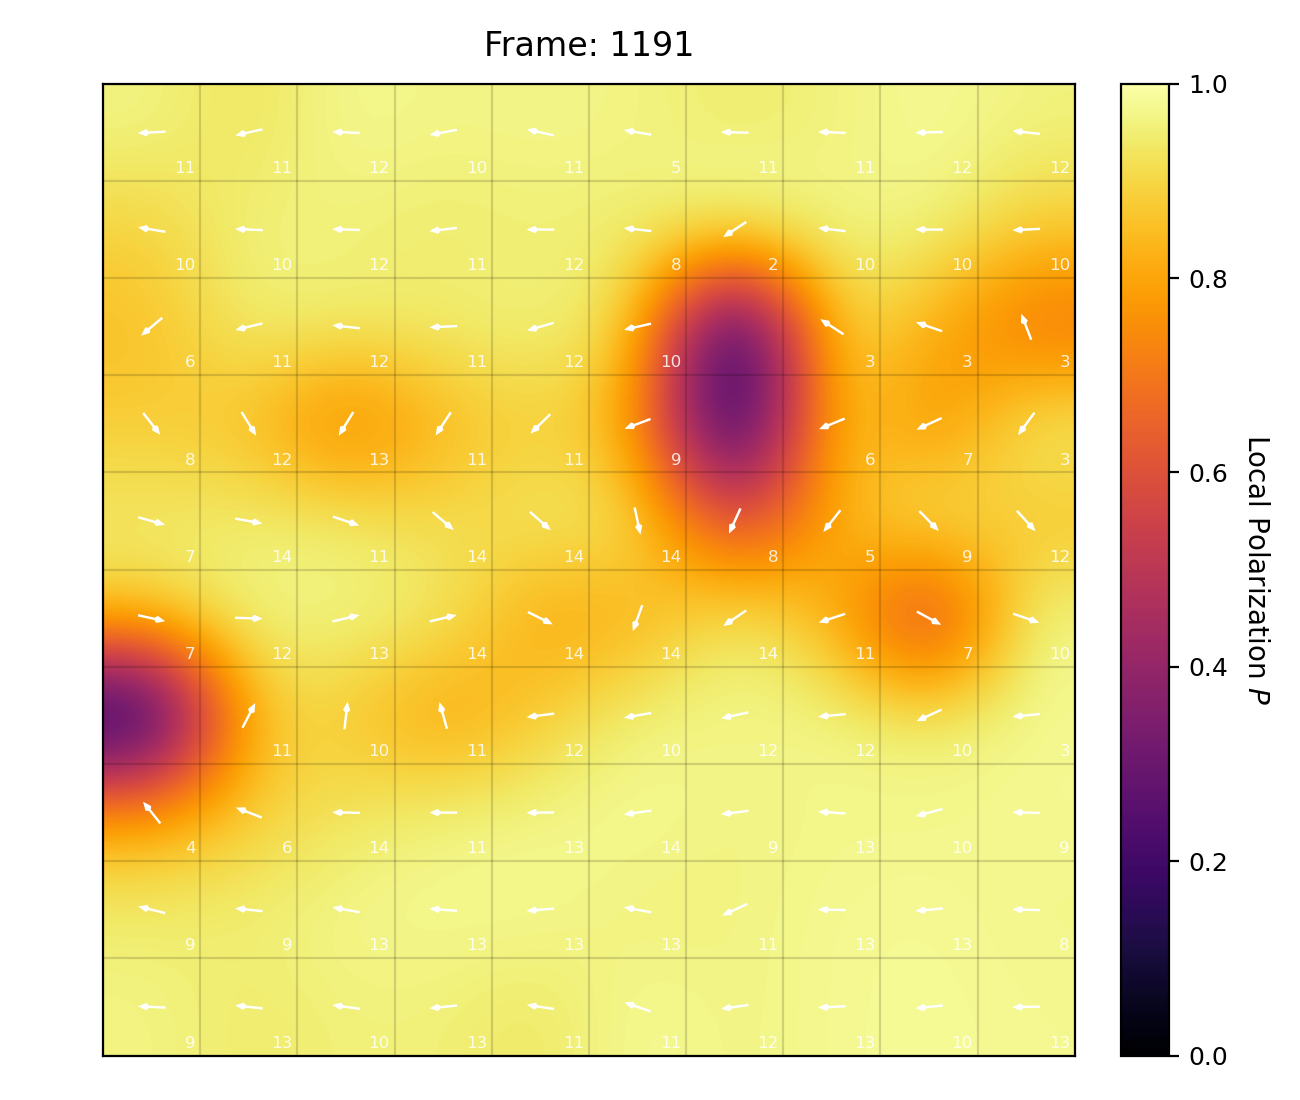 Frame: 1191
11 11 12 10 11 5 11 11 12 12
10 10 12 11 12 8 2 10 10 10
6 11 12 11 12 10 3 3 3
8 12 13 11 11 9 6 7 3
7 14 11 14 14 14 8 5 9 12
7 12 13 14 14 14 14 11 7 10
11 10 11 12 10 12 12 10 3
4 6 14 11 13 14 9 13 10 9
9 9 13 13 13 13 11 13 13 8
9 13 10 13 11 11 12 11 10 13
1.0
0.8
0.6
0.4
0.2
0.0
Local Polarization P